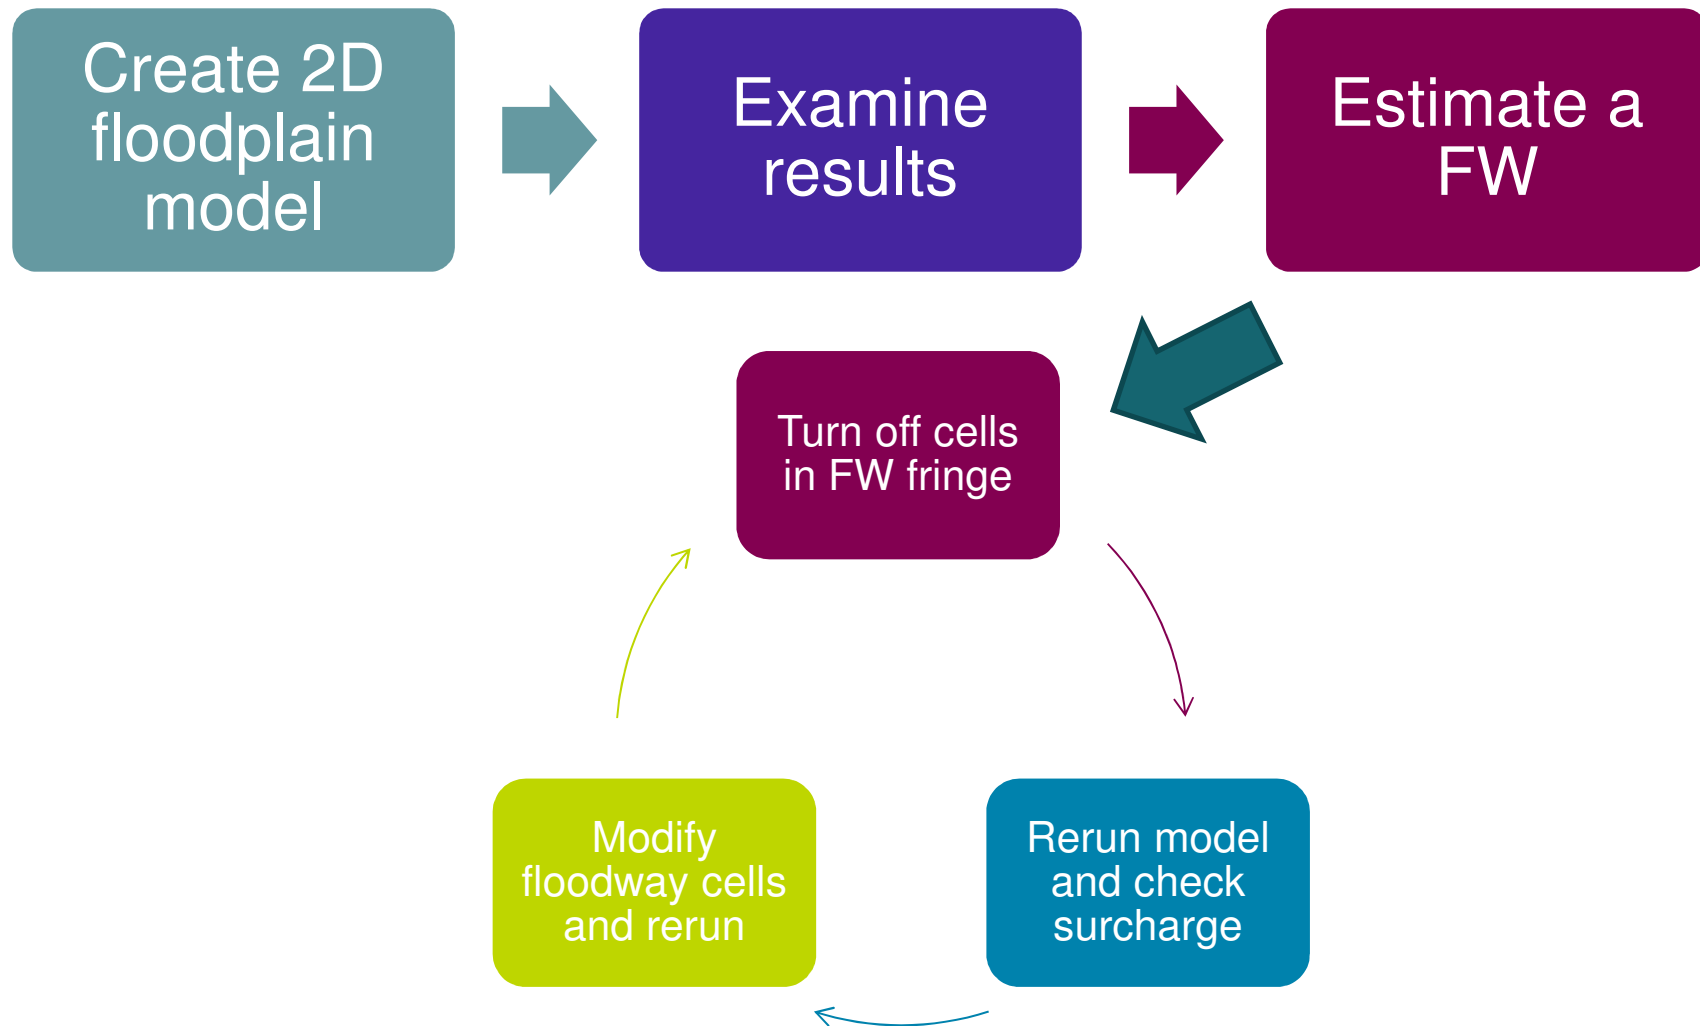 Create 2D
floodplain
model
Examine
results
Estimate a
FW
Turn off cells
in FW fringe
Rerun model
and check
surcharge
Modify
floodway cells
and rerun